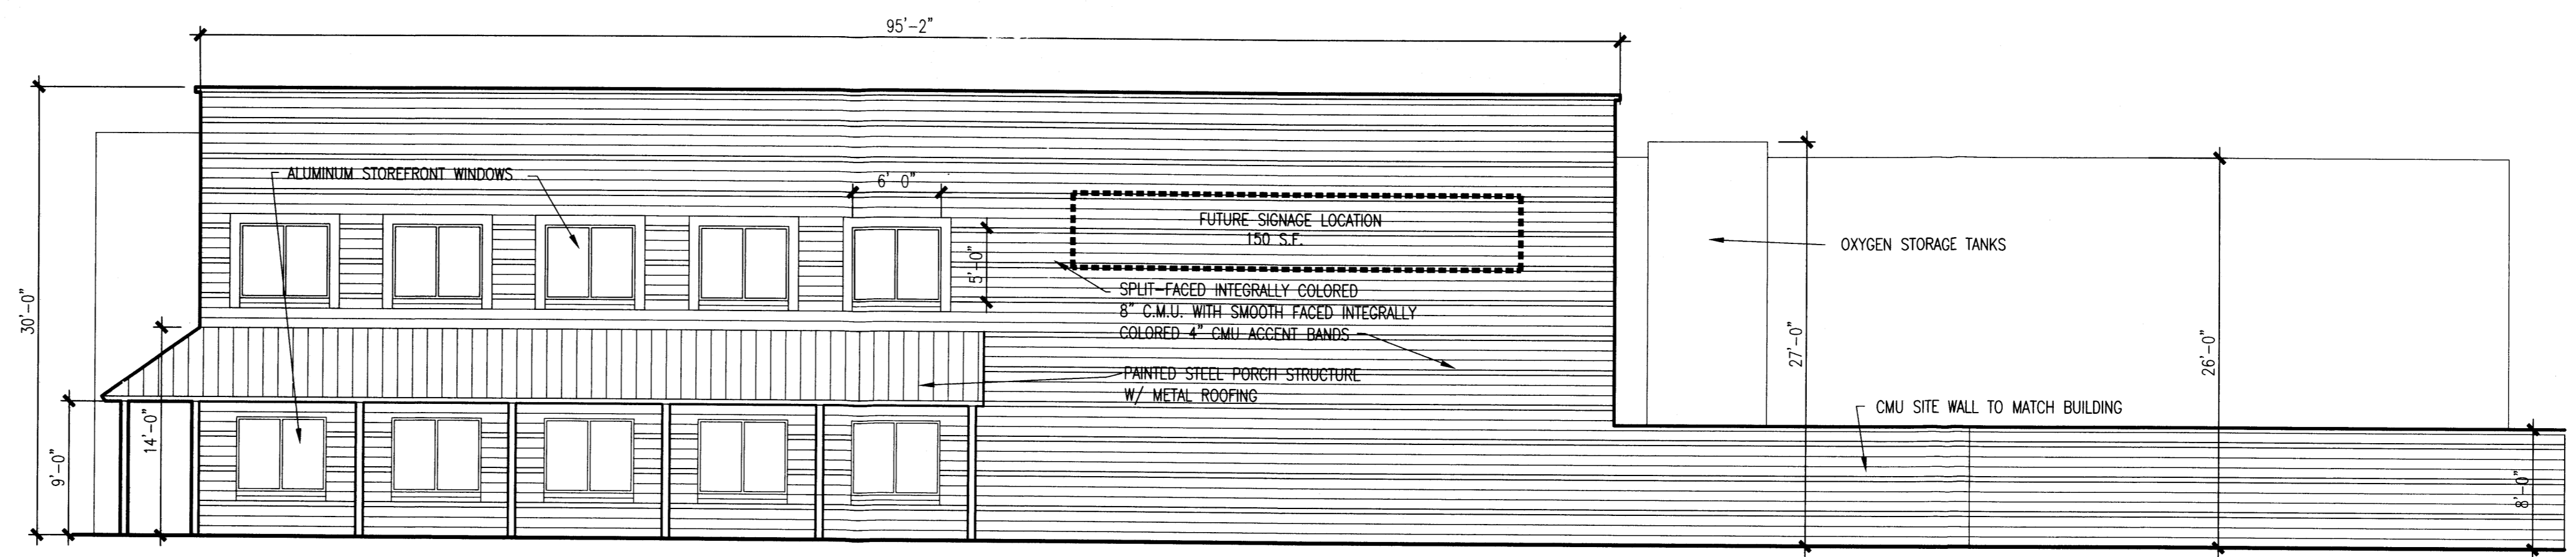 95'-2"
ALUMINUM STOREFRONT WINDOWS
6'-0"
FUTURE SIGNAGE LOCATION
150 S.F.
OXYGEN STORAGE TANKS
5'-0"
SPLIT-FACED INTEGRALLY COLORED
8" C.M.U. WITH SMOOTH FACED INTEGRALLY
COLORED 4" CMU ACCENT BANDS
30'-0"
27'-0"
26'-0"
PAINTED STEEL PORCH STRUCTURE
W/ METAL ROOFING
CMU SITE WALL TO MATCH BUILDING
14'-0"
9'-0"
8'-0"